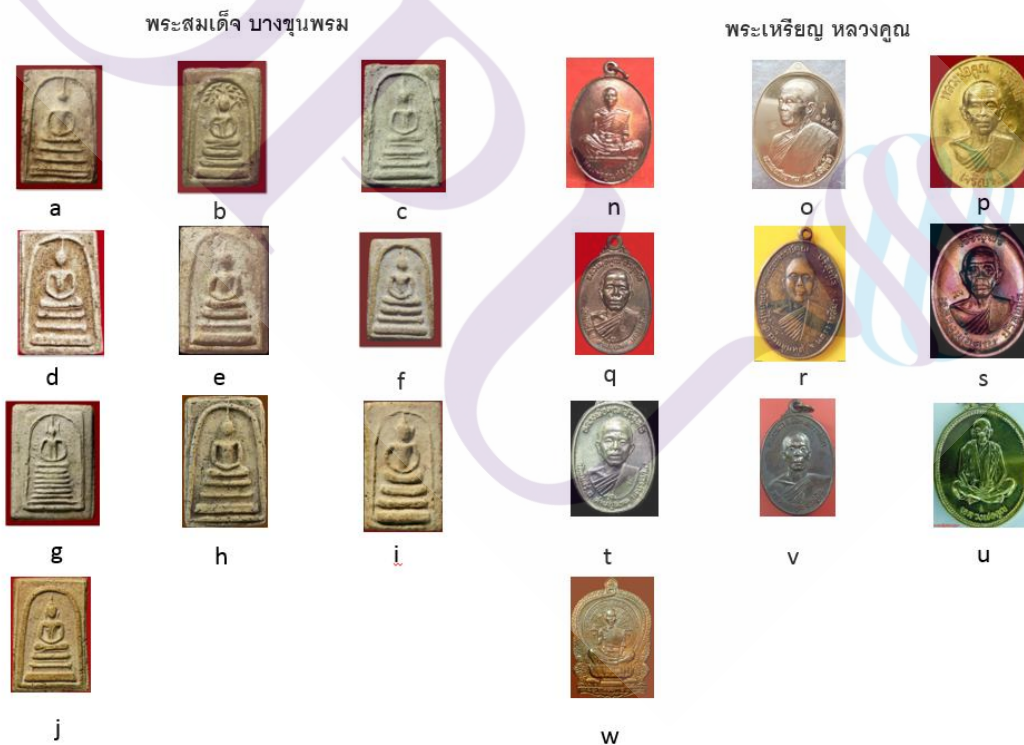 พระสมเด็จ บางขุนพรม
พระเหรียญ หลวงคูณ
a b c n o p
d e f q r s
g h i t v u
j w